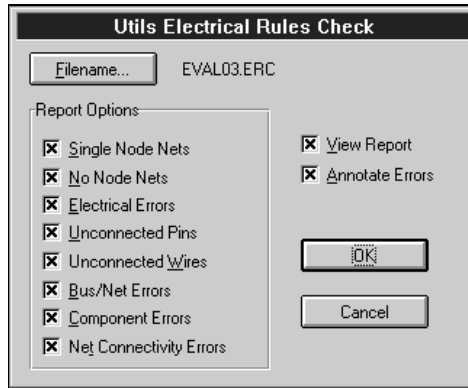 Utils Electrical Rules Check
Filename... EVAL03.ERC
Report Options
Single Node Nets
No Node Nets
Electrical Errors
Unconnected Pins
Unconnected Wires
Bus/Net Errors
Component Errors
Net Connectivity Errors
View Report
Annotate Errors
OK
Cancel